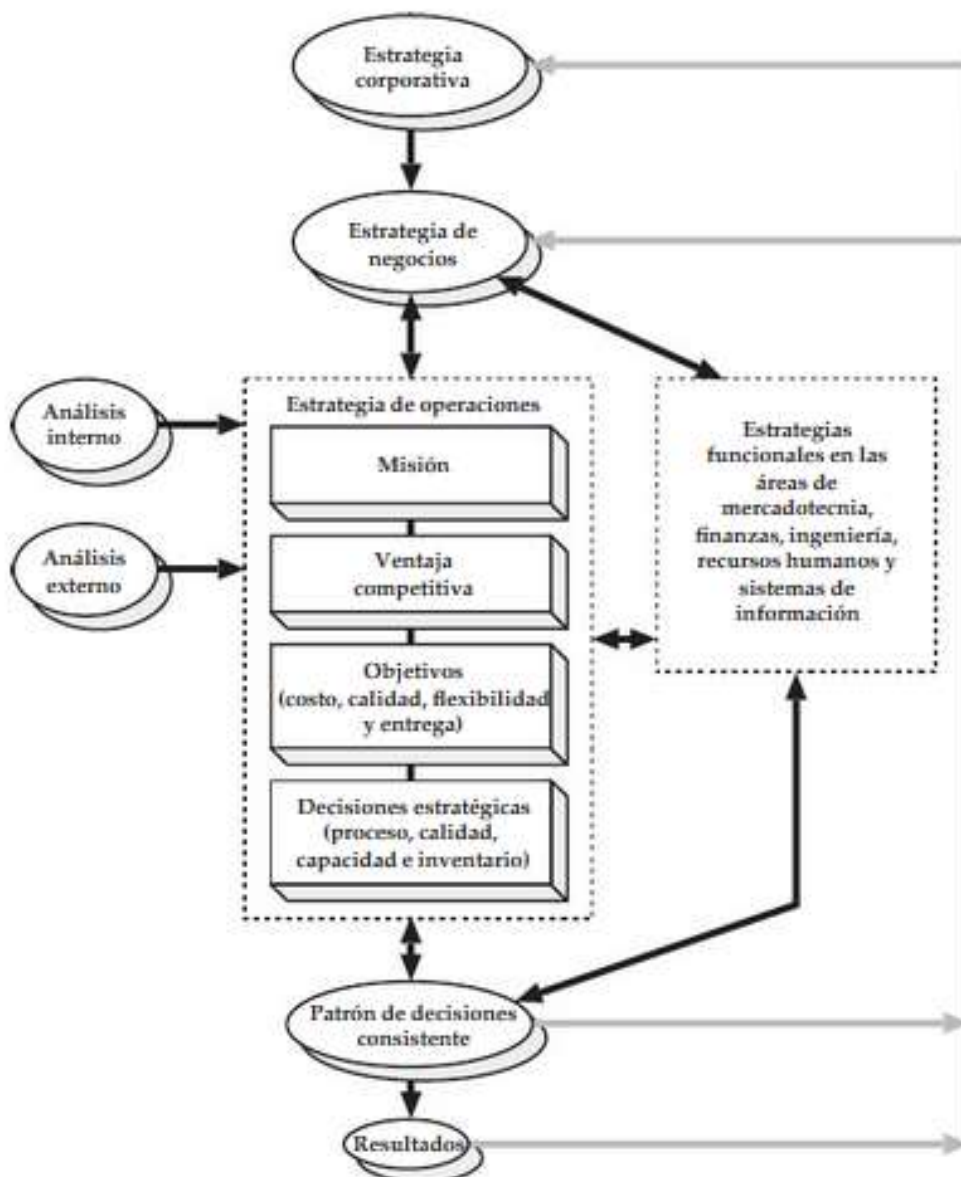 Estrategia
corporativa
Estrategia de
negocios
Análisis
interno
Análisis
externo
Estrategia de operaciones
Misión
Ventaja
competitiva
Objetivos
(costo, calidad, flexibilidad
y entrega)
Decisiones estratégicas
(proceso, calidad,
capacidad e inventario)
Estrategias
funcionales en las
áreas de
mercadotecnia,
finanzas, ingeniería,
recursos humanos y
sistemas de
información
Patrón de decisiones
consistente
Resultados